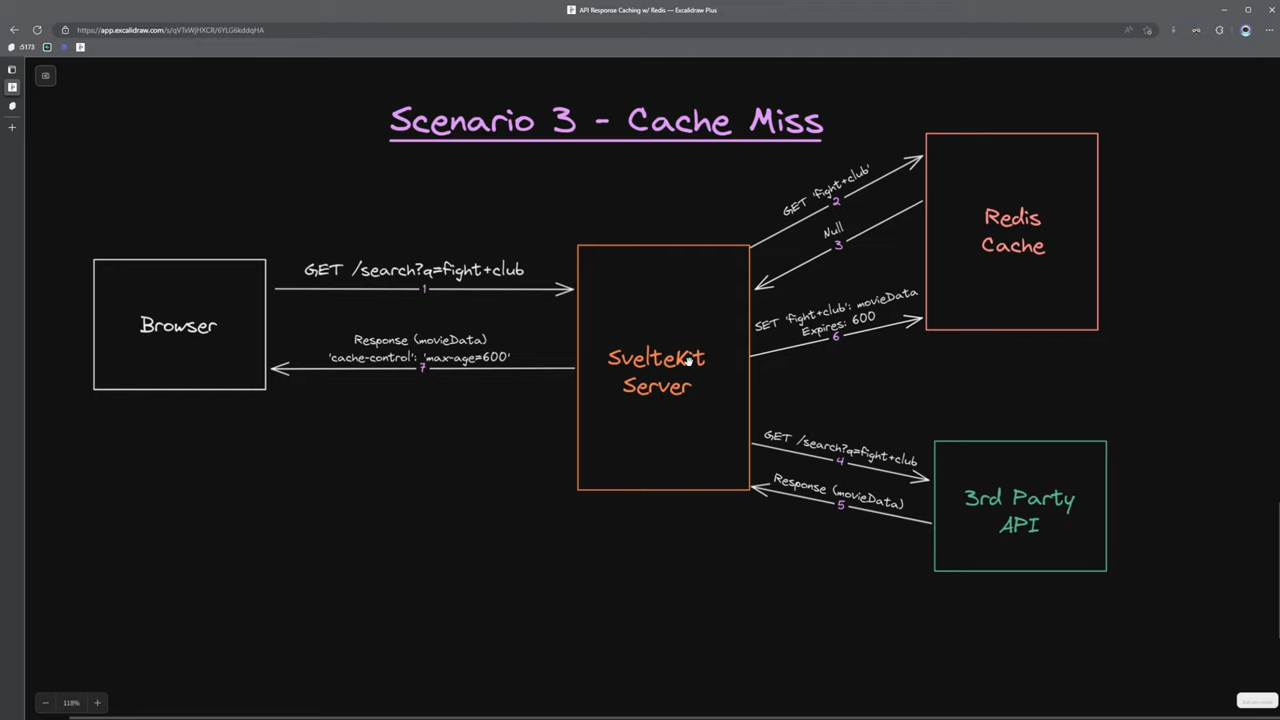 API Response Caching w/ Redis — Excalidraw Plus
https://app.excalidraw.com/s/qVTxWjHXCR/6YLG6kddqHA
:5173
Scenario 3 - Cache Miss
GET 'fight+club'
2
Null
3
Redis
Cache
GET /search?q=fight+club
1
Browser
Response (movieData)
'cache-control': 'max-age=600'
7
SvelteKit
Server
SET 'fight+club': movieData
Expires: 600
6
GET /search?q=fight+club
4
Response (movieData)
5
3rd Party
API
118%